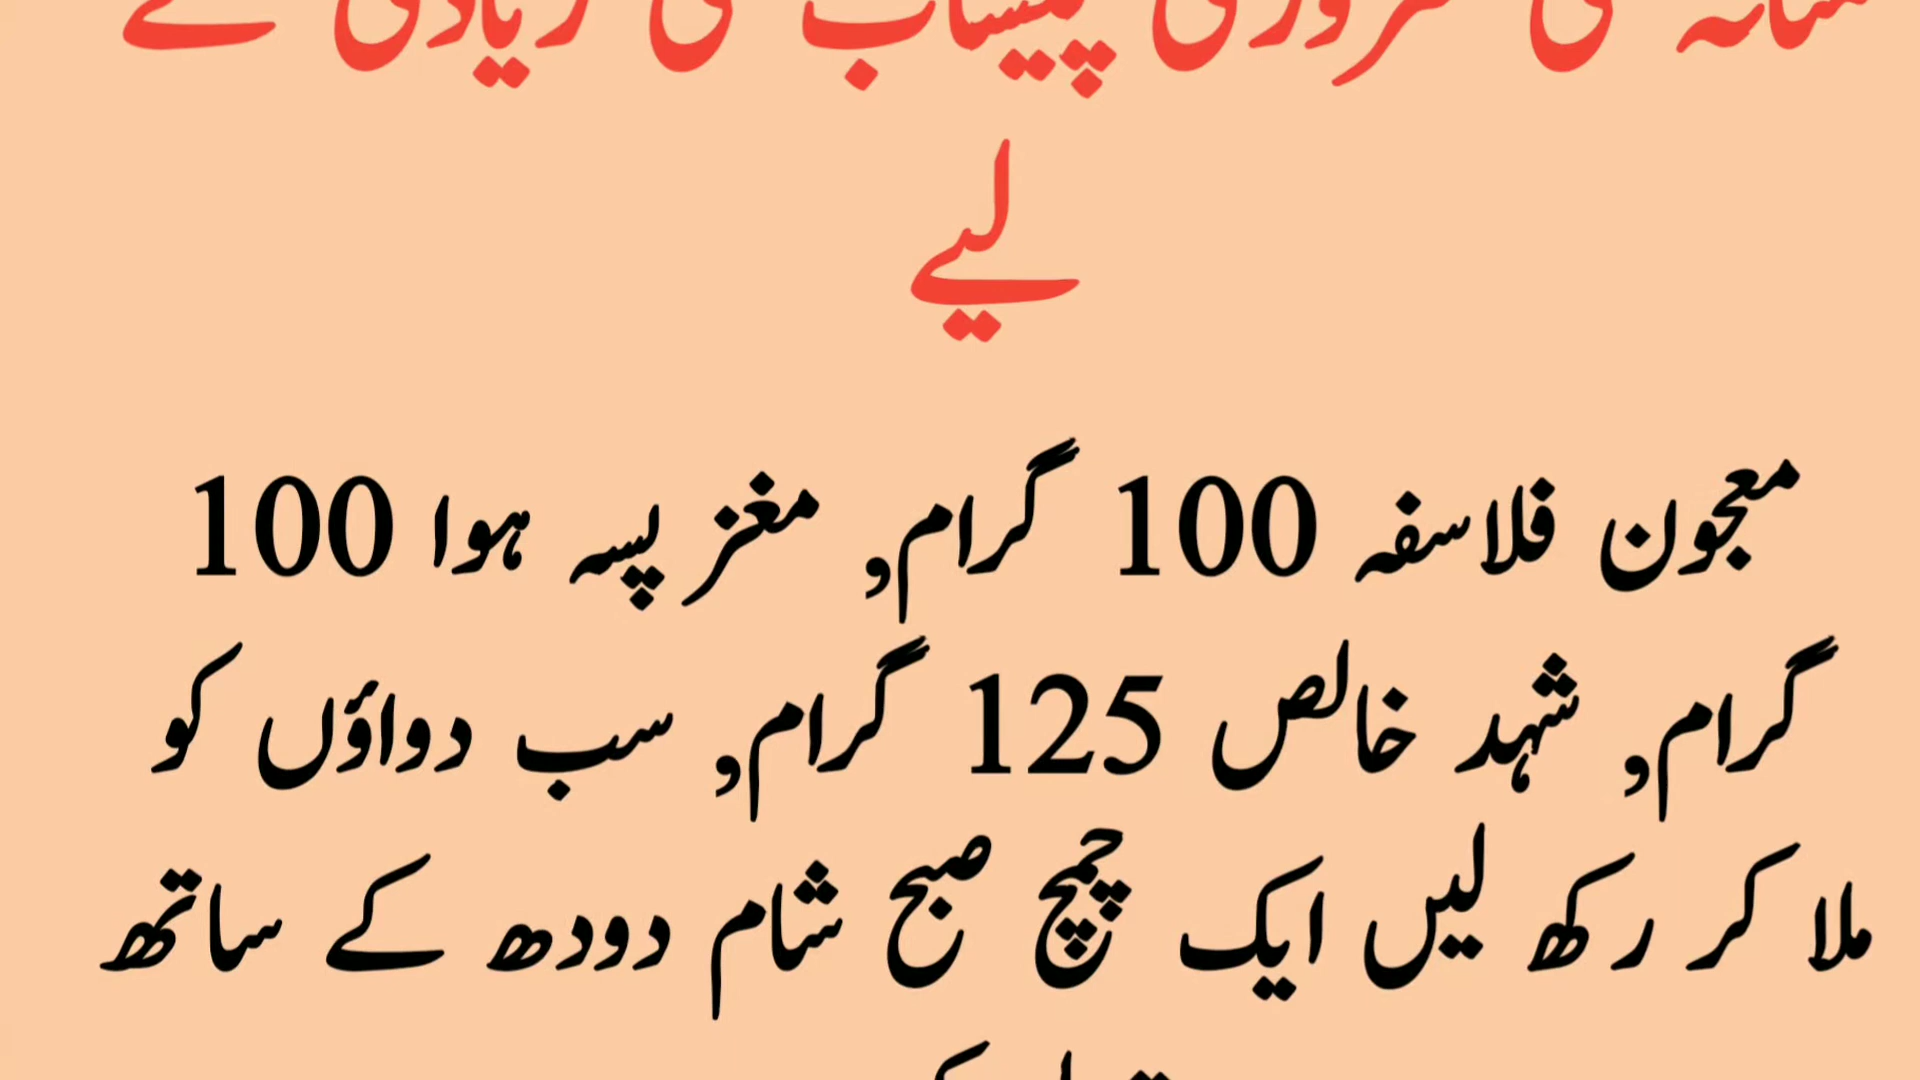 مثانہ کی کمزوری پیشاب کی زیادتی کے
لیے
معجون فلاسفہ 100 گرام, مغز پسہ ہوا 100
گرام, شہد خالص 125 گرام, سب دواؤں کو
ملا کر رکھ لیں ایک چمچ صبح شام دودھ کے ساتھ